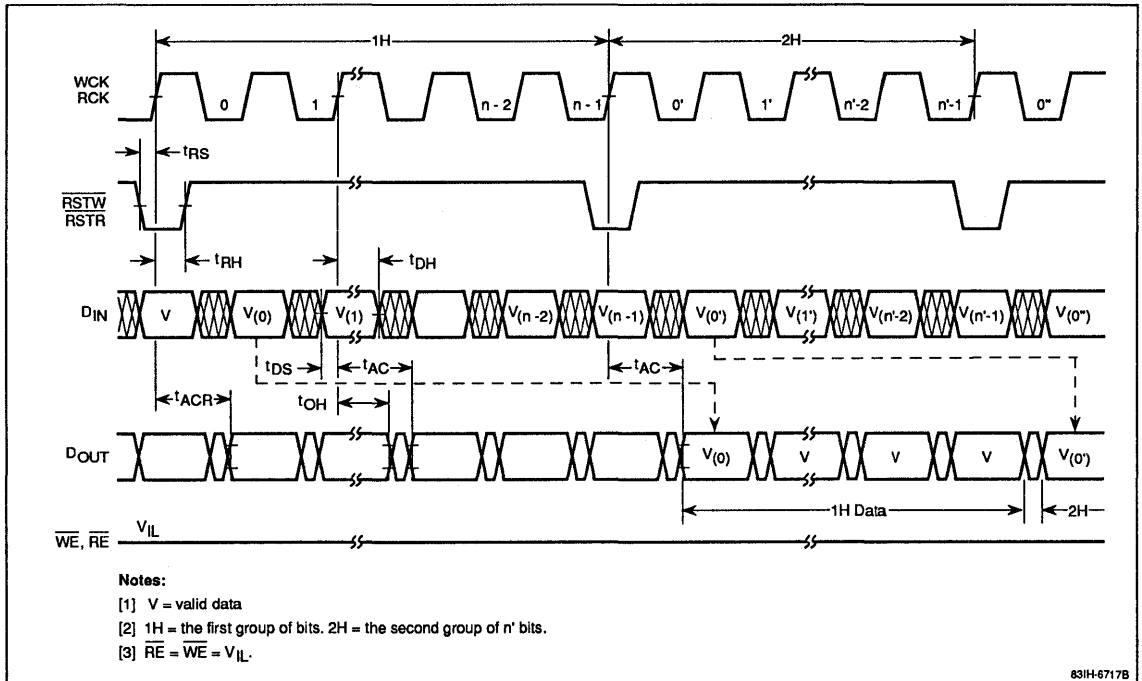 1H 2H
WCK
RCK
0 1 n - 2 n - 1 0' 1' n'-2 n'-1 0"
tRS
RSTW
RSTR
tRH tDH
DIN V V(0) V(1) V(n -2) V(n -1) V(0') V(1') V(n'-2) V(n'-1) V(0")
tDS tAC tAC
tACR tOH
DOUT V(0) V V V V(0')
1H Data 2H
WE, RE VIL
Notes:
[1] V = valid data
[2] 1H = the first group of bits. 2H = the second group of n' bits.
[3] RE = WE = VIL.
83IH-6717B